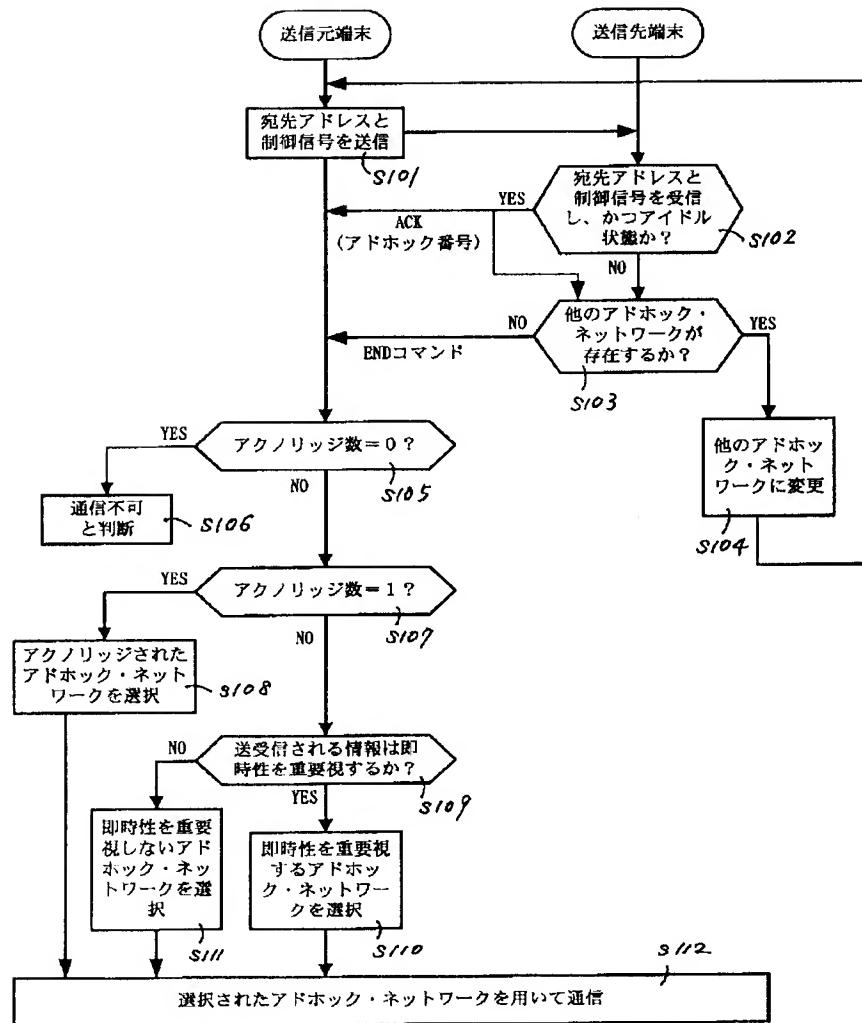 送信元端末
送信先端末
宛先アドレスと
制御信号を送信
S101
宛先アドレスと
制御信号を受信
し、かつアイドル
状態か？
S102
YES
ACK
(アドホック番号)
NO
他のアドホック・
ネットワークが
存在するか？
S103
NO
ENDコマンド
YES
他のアドホッ
ク・ネット
ワークに変更
S104
アクノリッジ数＝0？
S105
YES
NO
通信不可
と判断
S106
アクノリッジ数＝1？
S107
YES
NO
アクノリッジされた
アドホック・ネット
ワークを選択
S108
送受信される情報は即
時性を重要視するか？
S109
NO
YES
即時性を重要
視しないアド
ホック・ネッ
トワークを選
択
S111
即時性を重要視
するアドホッ
ク・ネットワー
クを選択
S110
S112
選択されたアドホック・ネットワークを用いて通信